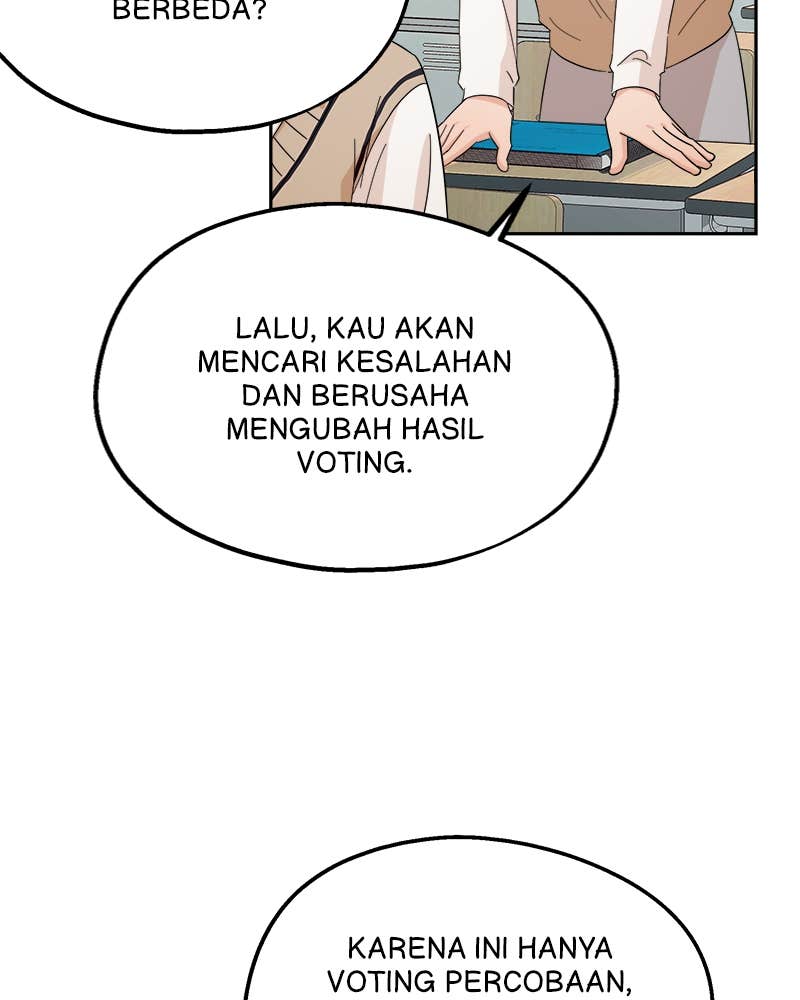 BERBEDA?
LALU, KAU AKAN
MENCARI KESALAHAN
DAN BERUSAHA
MENGUBAH HASIL
VOTING.
KARENA INI HANYA
VOTING PERCOBAAN,